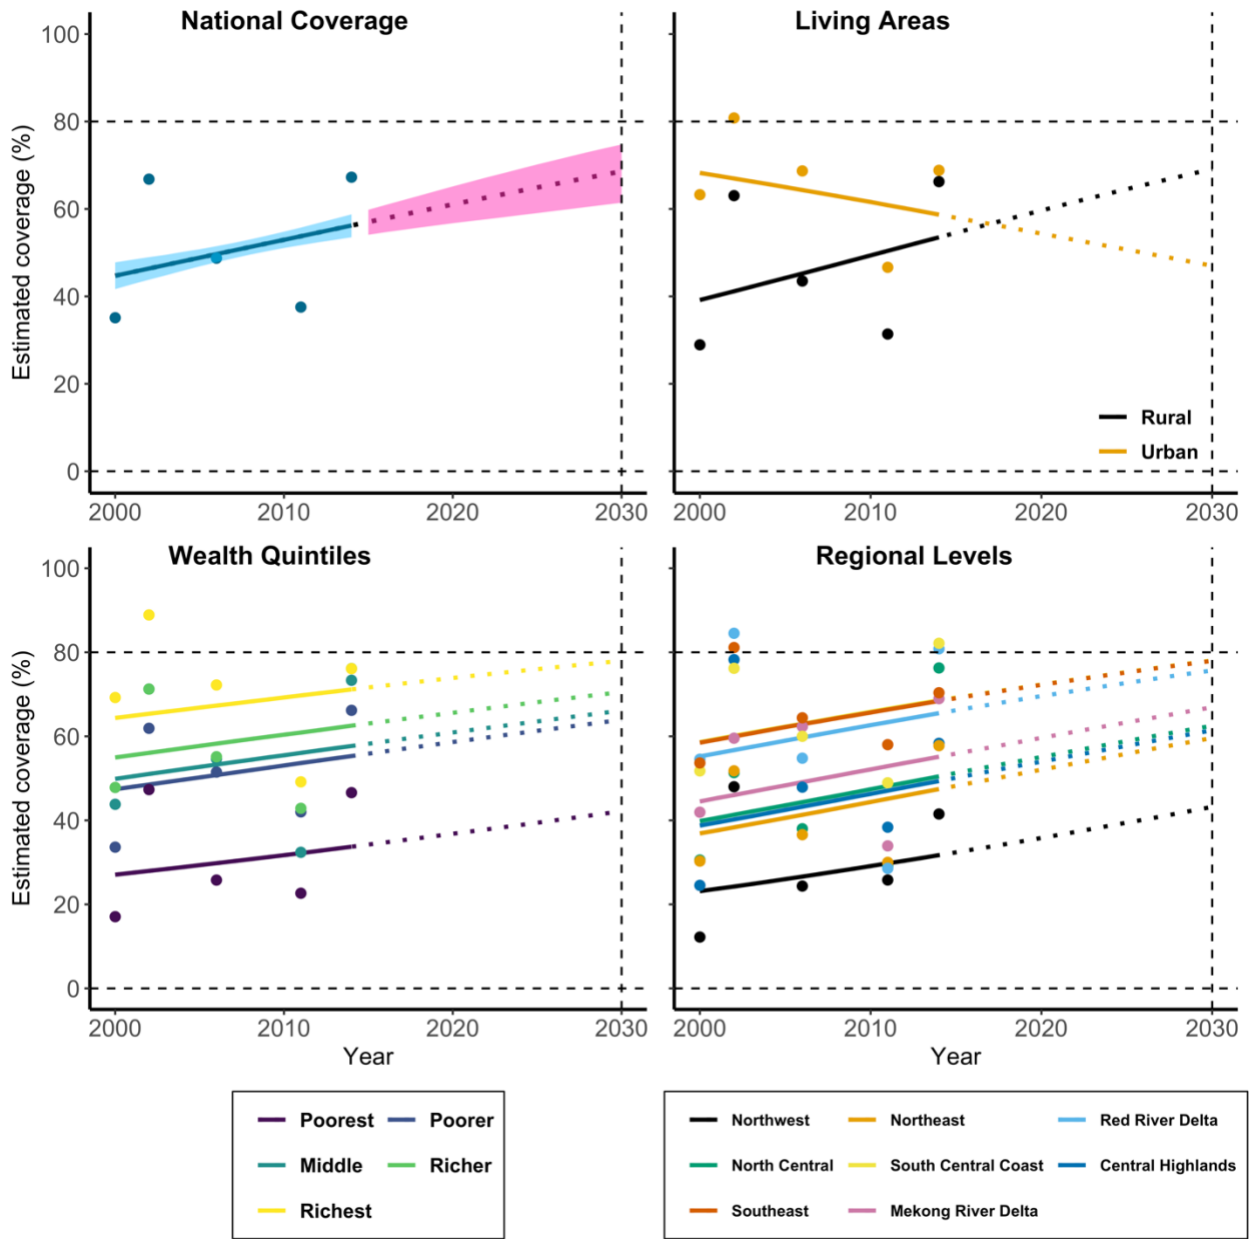 National Coverage
Living Areas
100
80
60
40
20
0
Estimated coverage (%)
2000 2010 2020 2030
Rural
Urban
2000 2010 2020 2030
Wealth Quintiles
Regional Levels
100
80
60
40
20
0
Estimated coverage (%)
2000 2010 2020 2030
Year
2000 2010 2020 2030
Year
Poorest Poorer
Middle Richer
Richest
Northwest Northeast Red River Delta
North Central South Central Coast Central Highlands
Southeast Mekong River Delta